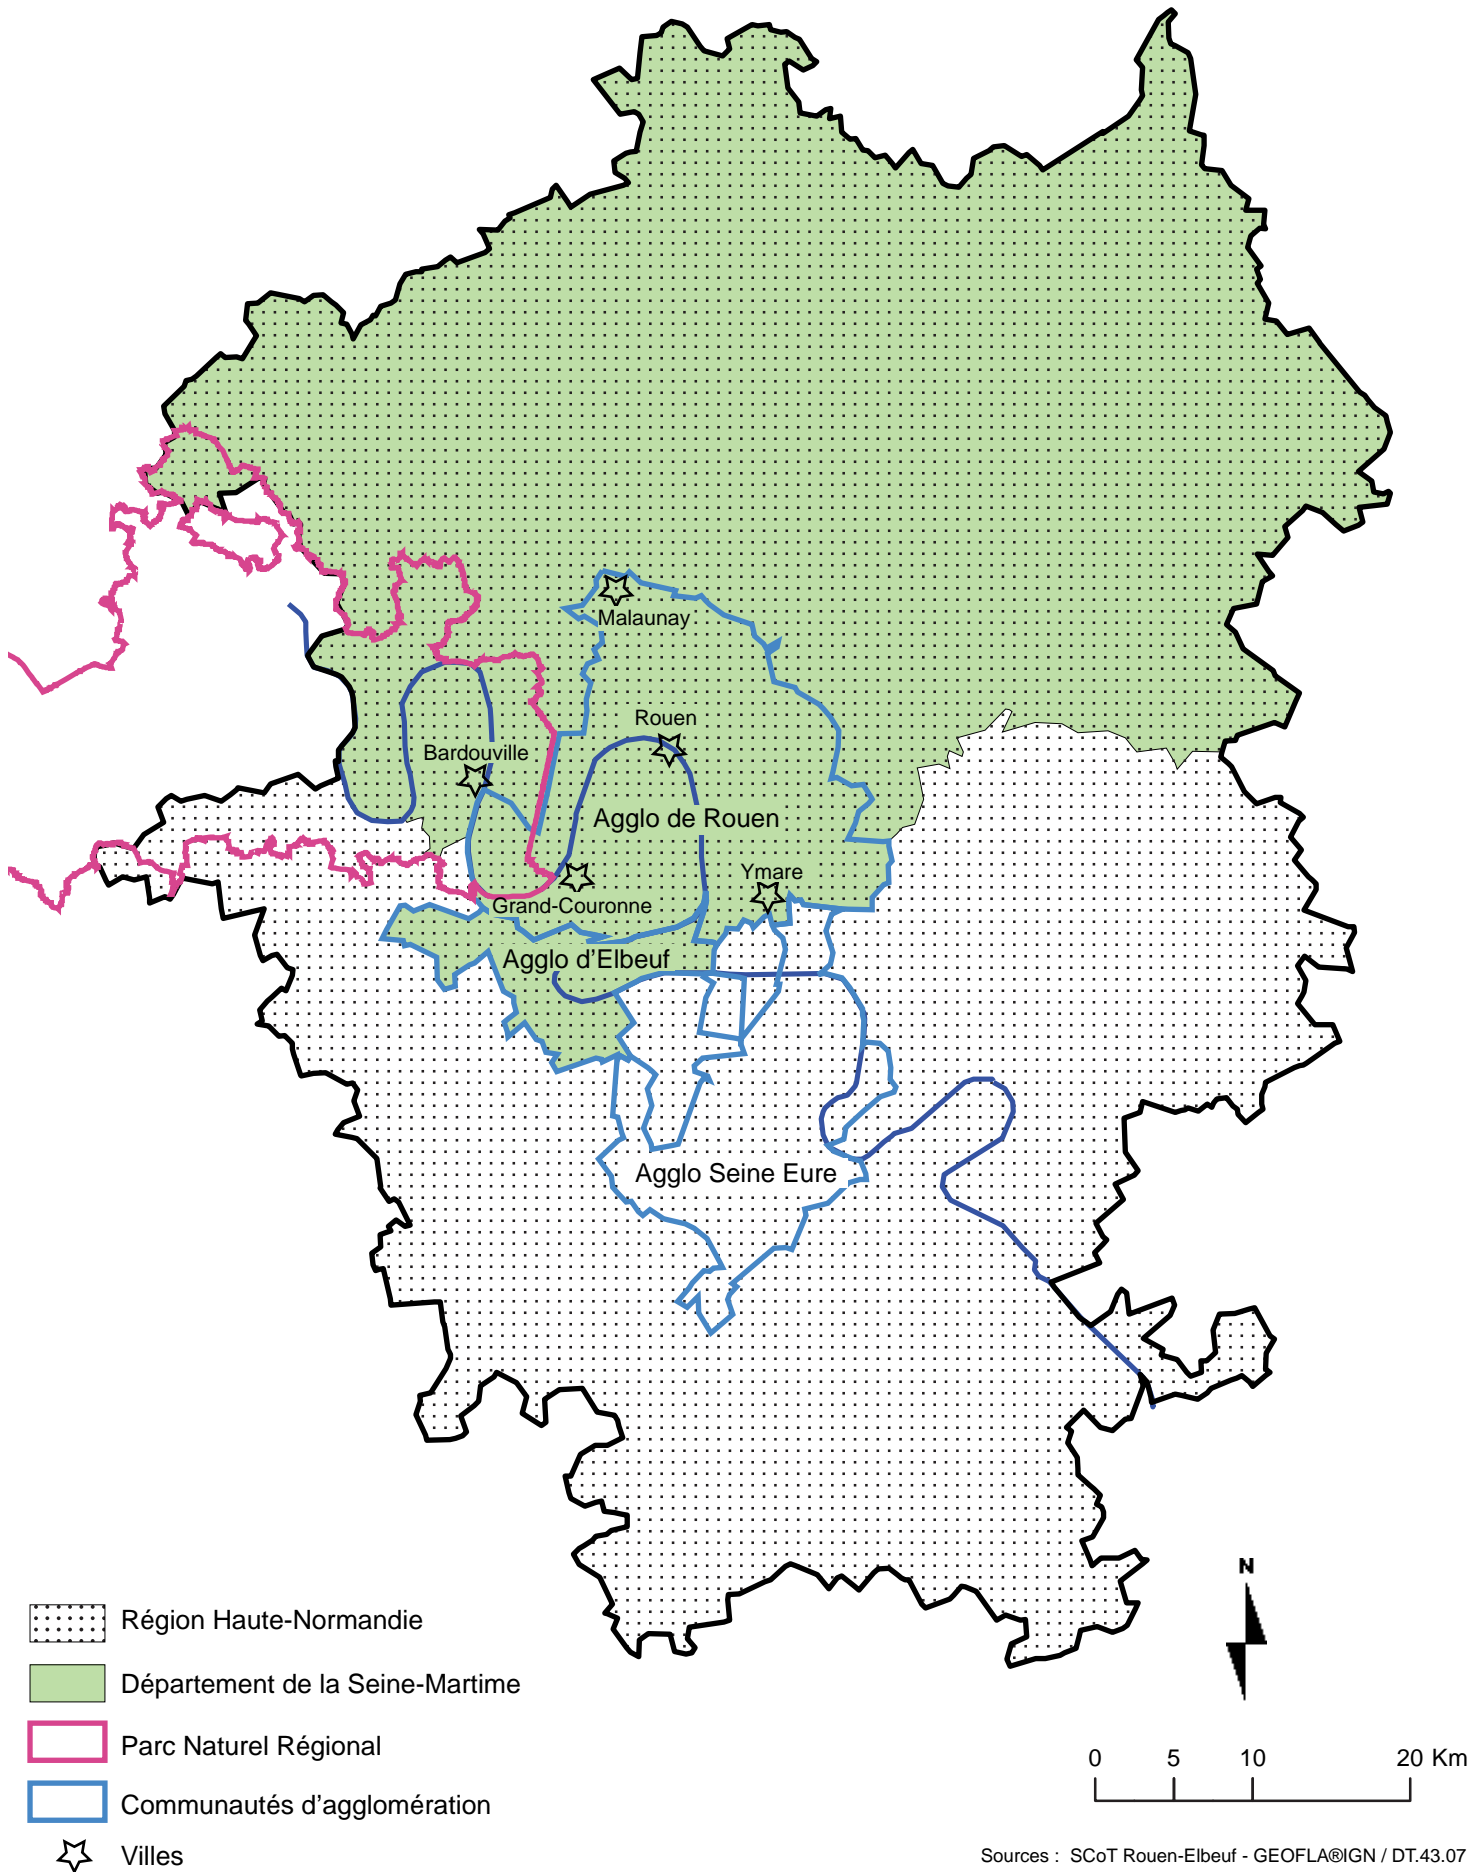 Malaunay
Rouen
Bardouville
Agglo de Rouen
Ymare
Grand-Couronne
Agglo d'Elbeuf
Agglo Seine Eure
N
Région Haute-Normandie
Département de la Seine-Martime
Parc Naturel Régional
Communautés d'agglomération
Villes
0 5 10 20 Km
Sources : SCoT Rouen-Elbeuf - GEOFLA®IGN / DT.43.07